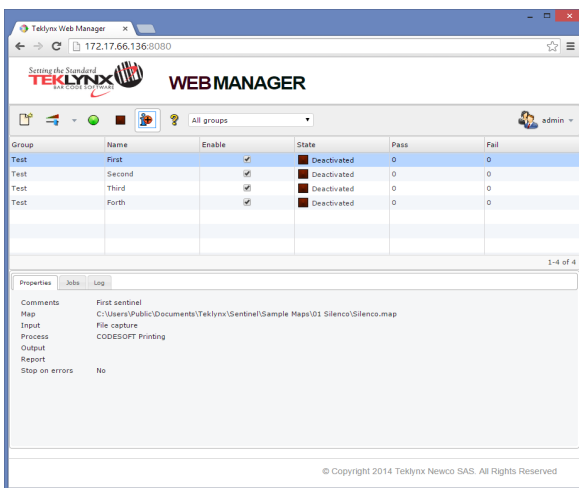 Teklynx Web Manager
172.17.66.136:8080
Setting the Standard
TEKLYNX
BAR CODE SOFTWARE
WEB MANAGER
All groups
admin
Group Name Enable State Pass Fail
Test First Deactivated 0 0
Test Second Deactivated 0 0
Test Third Deactivated 0 0
Test Forth Deactivated 0 0
1-4 of 4
Properties Jobs Log
Comments First sentinel
Map C:\Users\Public\Documents\Teklynx\Sentinel\Sample Maps\01 Silenco\Silenco.map
Input File capture
Process CODESOFT Printing
Output
Report
Stop on errors No
© Copyright 2014 Teklynx Newco SAS. All Rights Reserved